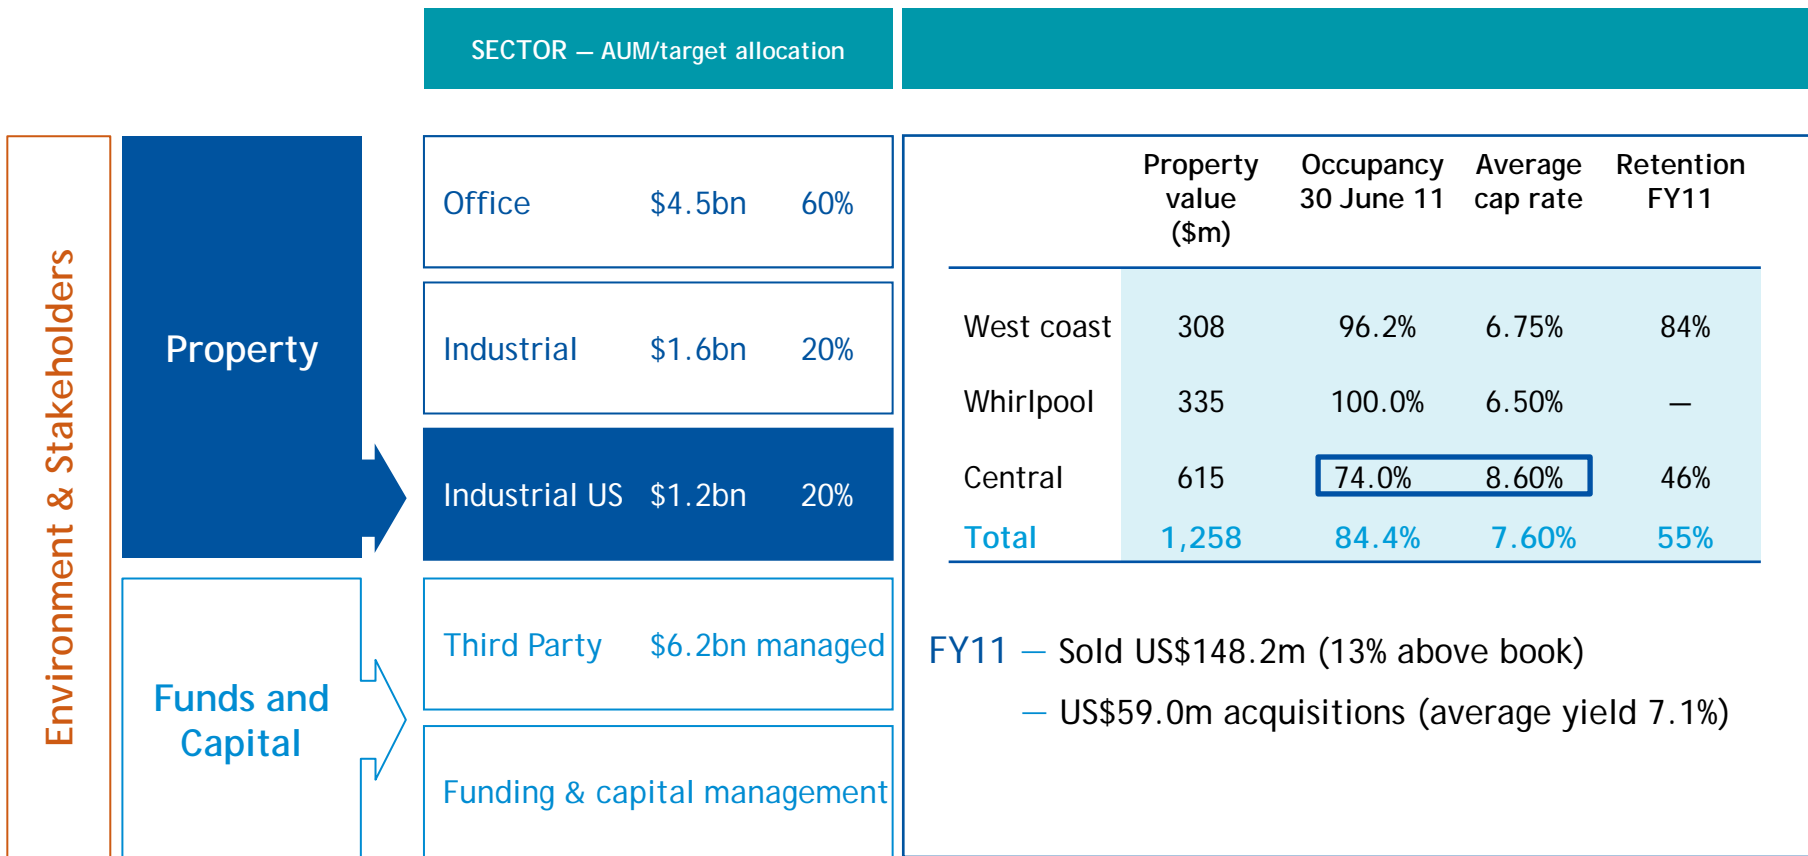 SECTOR — AUM/target allocation
Environment & Stakeholders
Property
Office $4.5bn 60%
Industrial $1.6bn 20%
Industrial US $1.2bn 20%
Funds and
Capital
Third Party $6.2bn managed
Funding & capital management
Property Occupancy Average Retention
value 30 June 11 cap rate FY11
($m)
West coast 308 96.2% 6.75% 84%
Whirlpool 335 100.0% 6.50% —
Central 615 74.0% 8.60% 46%
Total 1,258 84.4% 7.60% 55%
FY11 — Sold US$148.2m (13% above book)
— US$59.0m acquisitions (average yield 7.1%)